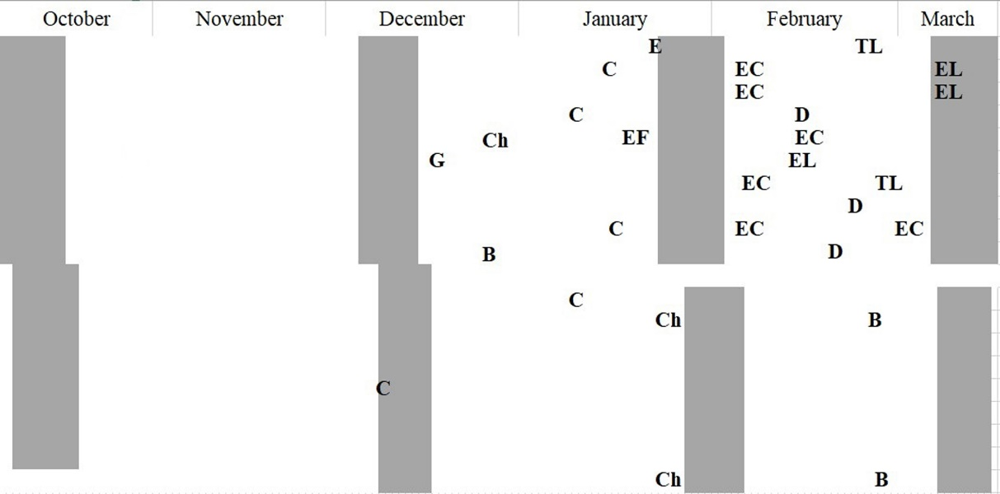 October November December January February March
E TL
C EC EL
EC EL
C D
Ch EF EC
G EL
EC TL
D
C EC EC
B D
C
Ch B
C
Ch B